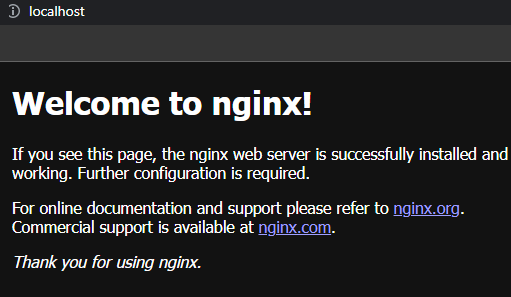 localhost
Welcome to nginx!
If you see this page, the nginx web server is successfully installed and
working. Further configuration is required.
For online documentation and support please refer to nginx.org.
Commercial support is available at nginx.com.
Thank you for using nginx.